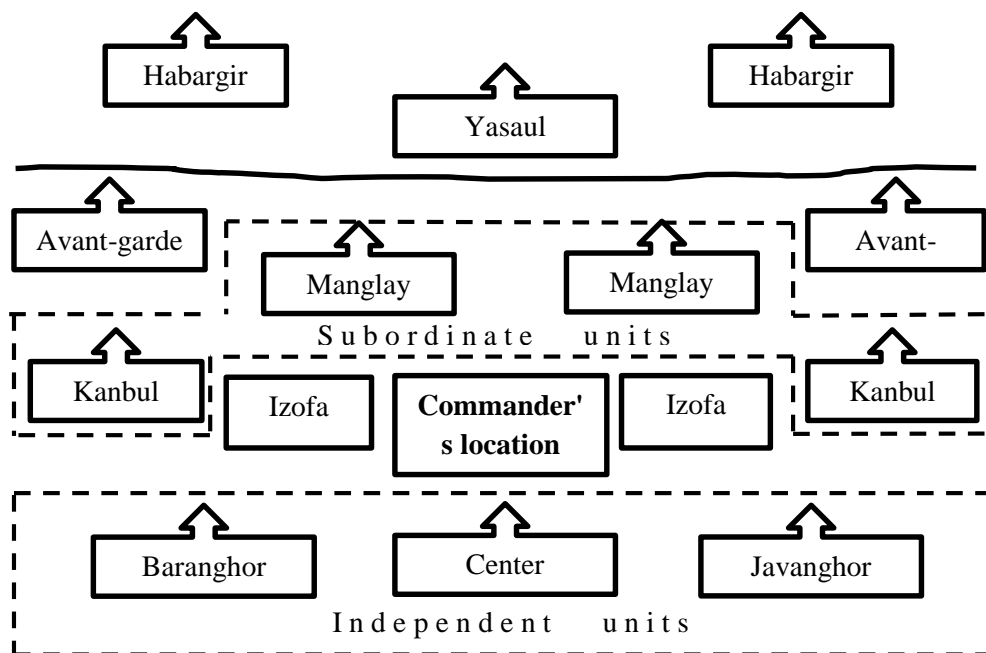 Habargir
Habargir
Yasaul
Avant-garde
Avant-
Manglay
Manglay
Subordinate units
Kanbul
Izofa
Commander'
s location
Izofa
Kanbul
Baranghor
Center
Javanghor
Independent units